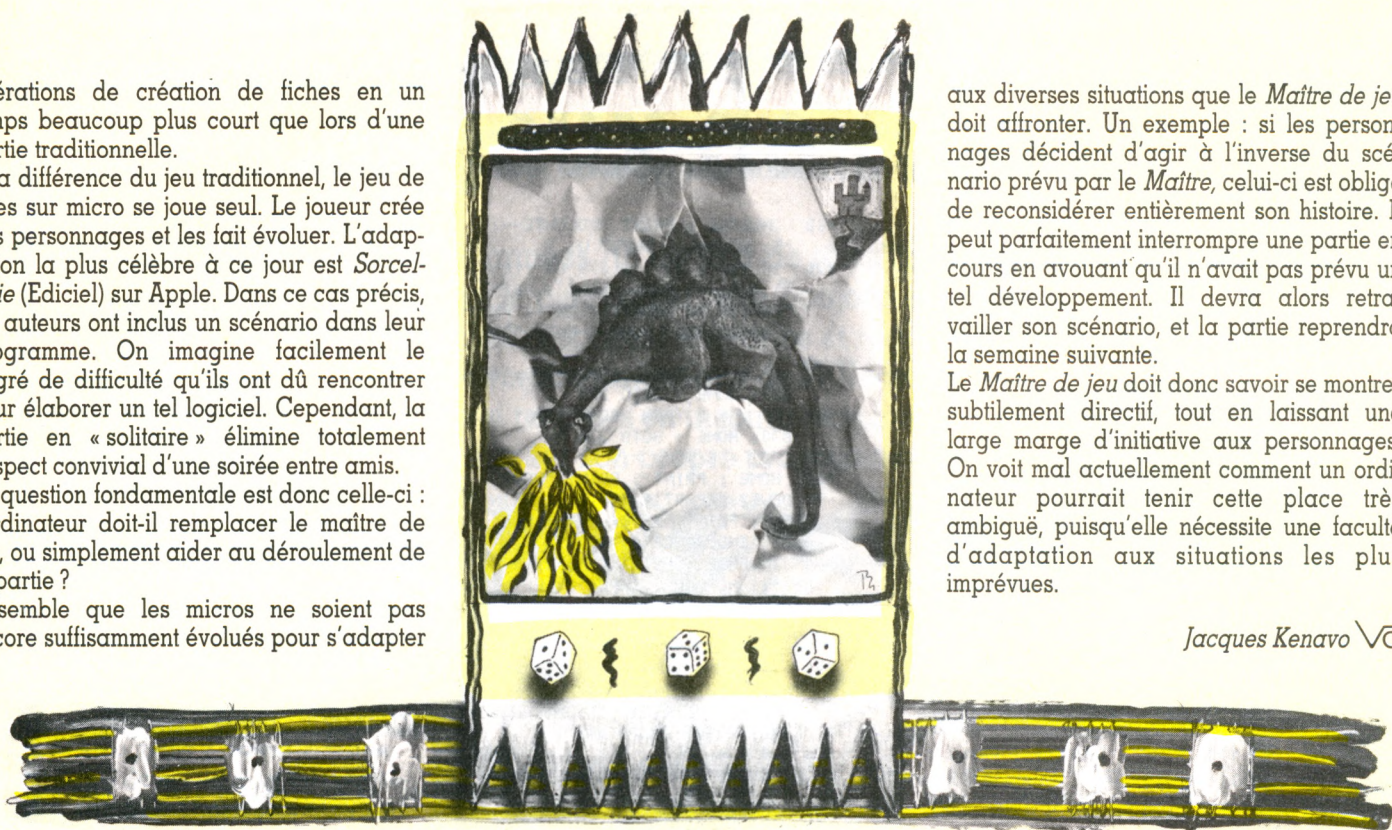 érations de création de fiches en un
ps beaucoup plus court que lors d'une
tie traditionnelle.
a différence du jeu traditionnel, le jeu de
es sur micro se joue seul. Le joueur crée
s personnages et les fait évoluer. L'adap-
on la plus célèbre à ce jour est Sorcel-
ie (Ediciel) sur Apple. Dans ce cas précis,
auteurs ont inclus un scénario dans leur
ogramme. On imagine facilement le
gré de difficulté qu'ils ont dû rencontrer
ur élaborer un tel logiciel. Cependant, la
rtie en « solitaire » élimine totalement
spect convivial d'une soirée entre amis.
question fondamentale est donc celle-ci :
dinateur doit-il remplacer le maître de
, ou simplement aider au déroulement de
partie ?
semble que les micros ne soient pas
core suffisamment évolués pour s'adapter
aux diverses situations que le Maître de je
doit affronter. Un exemple : si les person
nages décident d'agir à l'inverse du scé
nario prévu par le Maître, celui-ci est oblig
de reconsidérer entièrement son histoire. I
peut parfaitement interrompre une partie e
cours en avouant qu'il n'avait pas prévu u
tel développement. Il devra alors retra
vailler son scénario, et la partie reprendr
la semaine suivante.
Le Maître de jeu doit donc savoir se montre
subtilement directif, tout en laissant un
large marge d'initiative aux personnages
On voit mal actuellement comment un ordi
nateur pourrait tenir cette place trè
ambiguë, puisqu'elle nécessite une facult
d'adaptation aux situations les plu
imprévues.
Jacques Kenavo